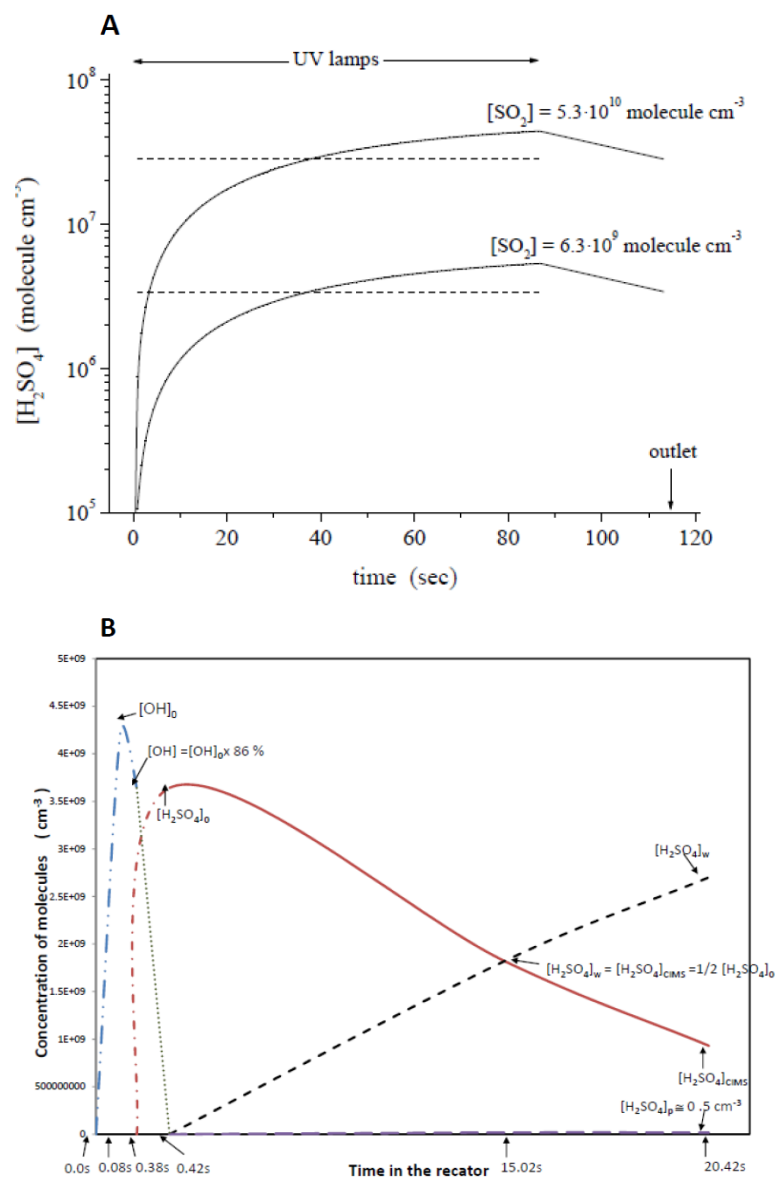 A
UV lamps
10⁸
[SO₂] = 5.3·10¹⁰ molecule cm⁻³
10⁷
[SO₂] = 6.3·10⁹ molecule cm⁻³
10⁶
outlet
10⁵
0 20 40 60 80 100 120
time (sec)
[H₂SO₄] (molecule cm⁻³)
B
5E+09
4.5E+09
[OH]₀
4E+09
[OH] =[OH]₀x 86 %
3.5E+09
[H₂SO₄]₀
3E+09
[H₂SO₄]w
2.5E+09
2E+09
[H₂SO₄]w = [H₂SO₄]CIMS =1/2 [H₂SO₄]₀
1.5E+09
1E+09
[H₂SO₄]CIMS
500000000
[H₂SO₄]p ≅ 0 .5 cm⁻³
0
0.0s 0.08s 0.38s 0.42s 15.02s 20.42s
Time in the recator
Concentration of molecules ( cm⁻³)